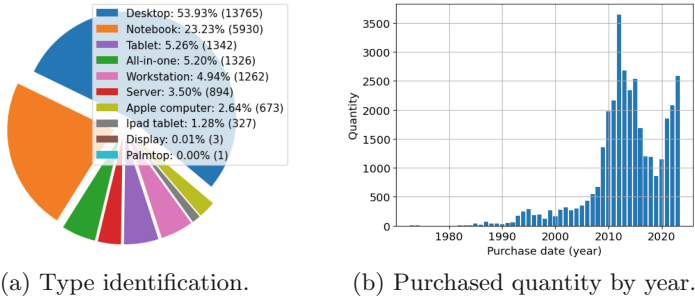 Desktop: 53.93% (13765)
Notebook: 23.23% (5930)
Tablet: 5.26% (1342)
All-in-one: 5.20% (1326)
Workstation: 4.94% (1262)
Server: 3.50% (894)
Apple computer: 2.64% (673)
Ipad tablet: 1.28% (327)
Display: 0.01% (3)
Palmtop: 0.00% (1)
(a) Type identification.
Quantity
3500
3000
2500
2000
1500
1000
500
0
1980 1990 2000 2010 2020
Purchase date (year)
(b) Purchased quantity by year.